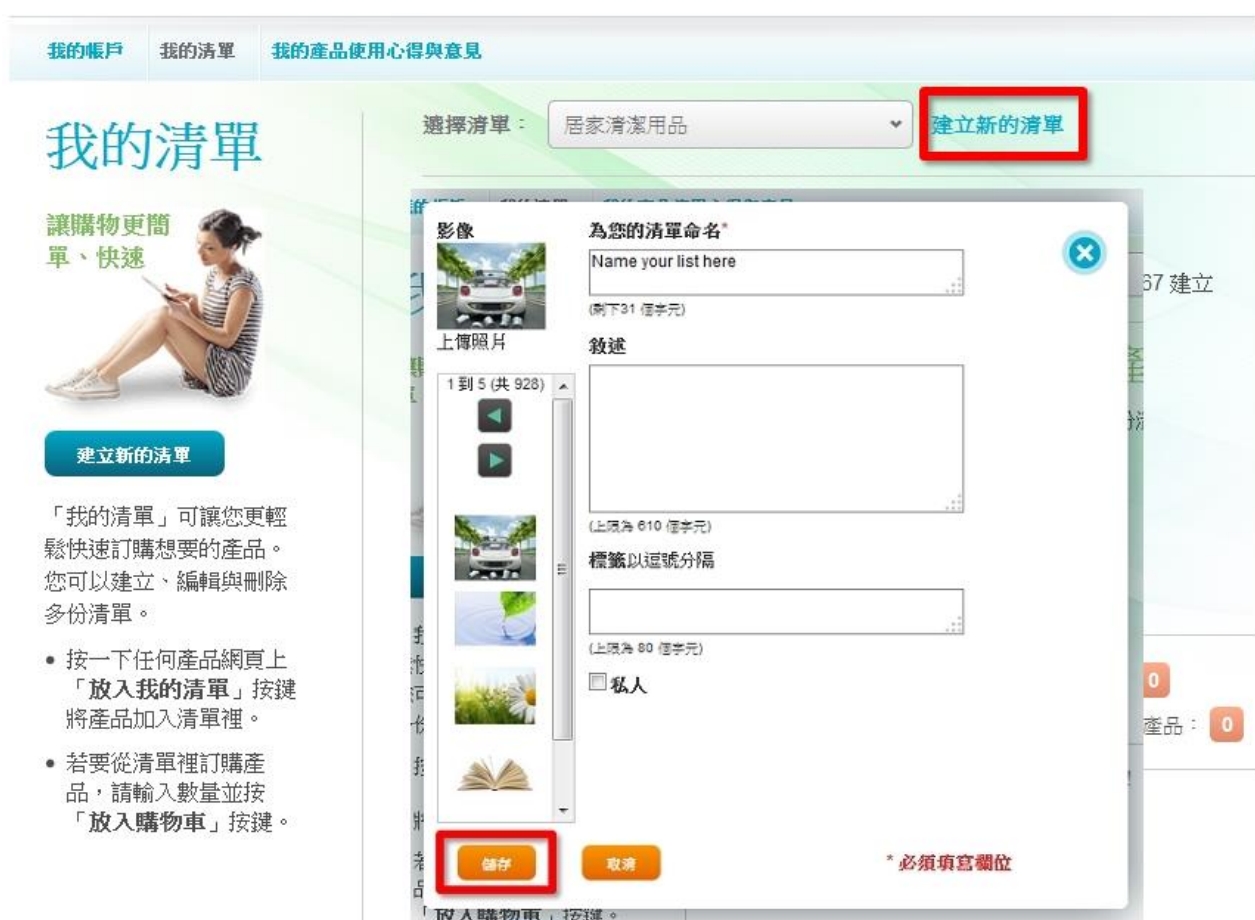 我的帳戶 我的清單 我的產品使用心得與意見
我的清單
讓購物更簡
單、快速
建立新的清單
「我的清單」可讓您更輕
鬆快速訂購想要的產品。
您可以建立、編輯與刪除
多份清單。
• 按一下任何產品網頁上
「放入我的清單」按鍵
將產品加入清單裡。
• 若要從清單裡訂購產
品,請輸入數量並按
「放入購物車」按鍵。
選擇清單: 居家清潔用品 建立新的清單
影像
上傳照片
1 到 5 (共 928)
為您的清單命名*
Name your list here
(剩下31 個字元)
敘述
(上限為 610 個字元)
標籤以逗號分隔
(上限為 80 個字元)
私人
儲存 取消 * 必須填寫欄位
67 建立
0
產品: 0
「放入購物車」按鍵。